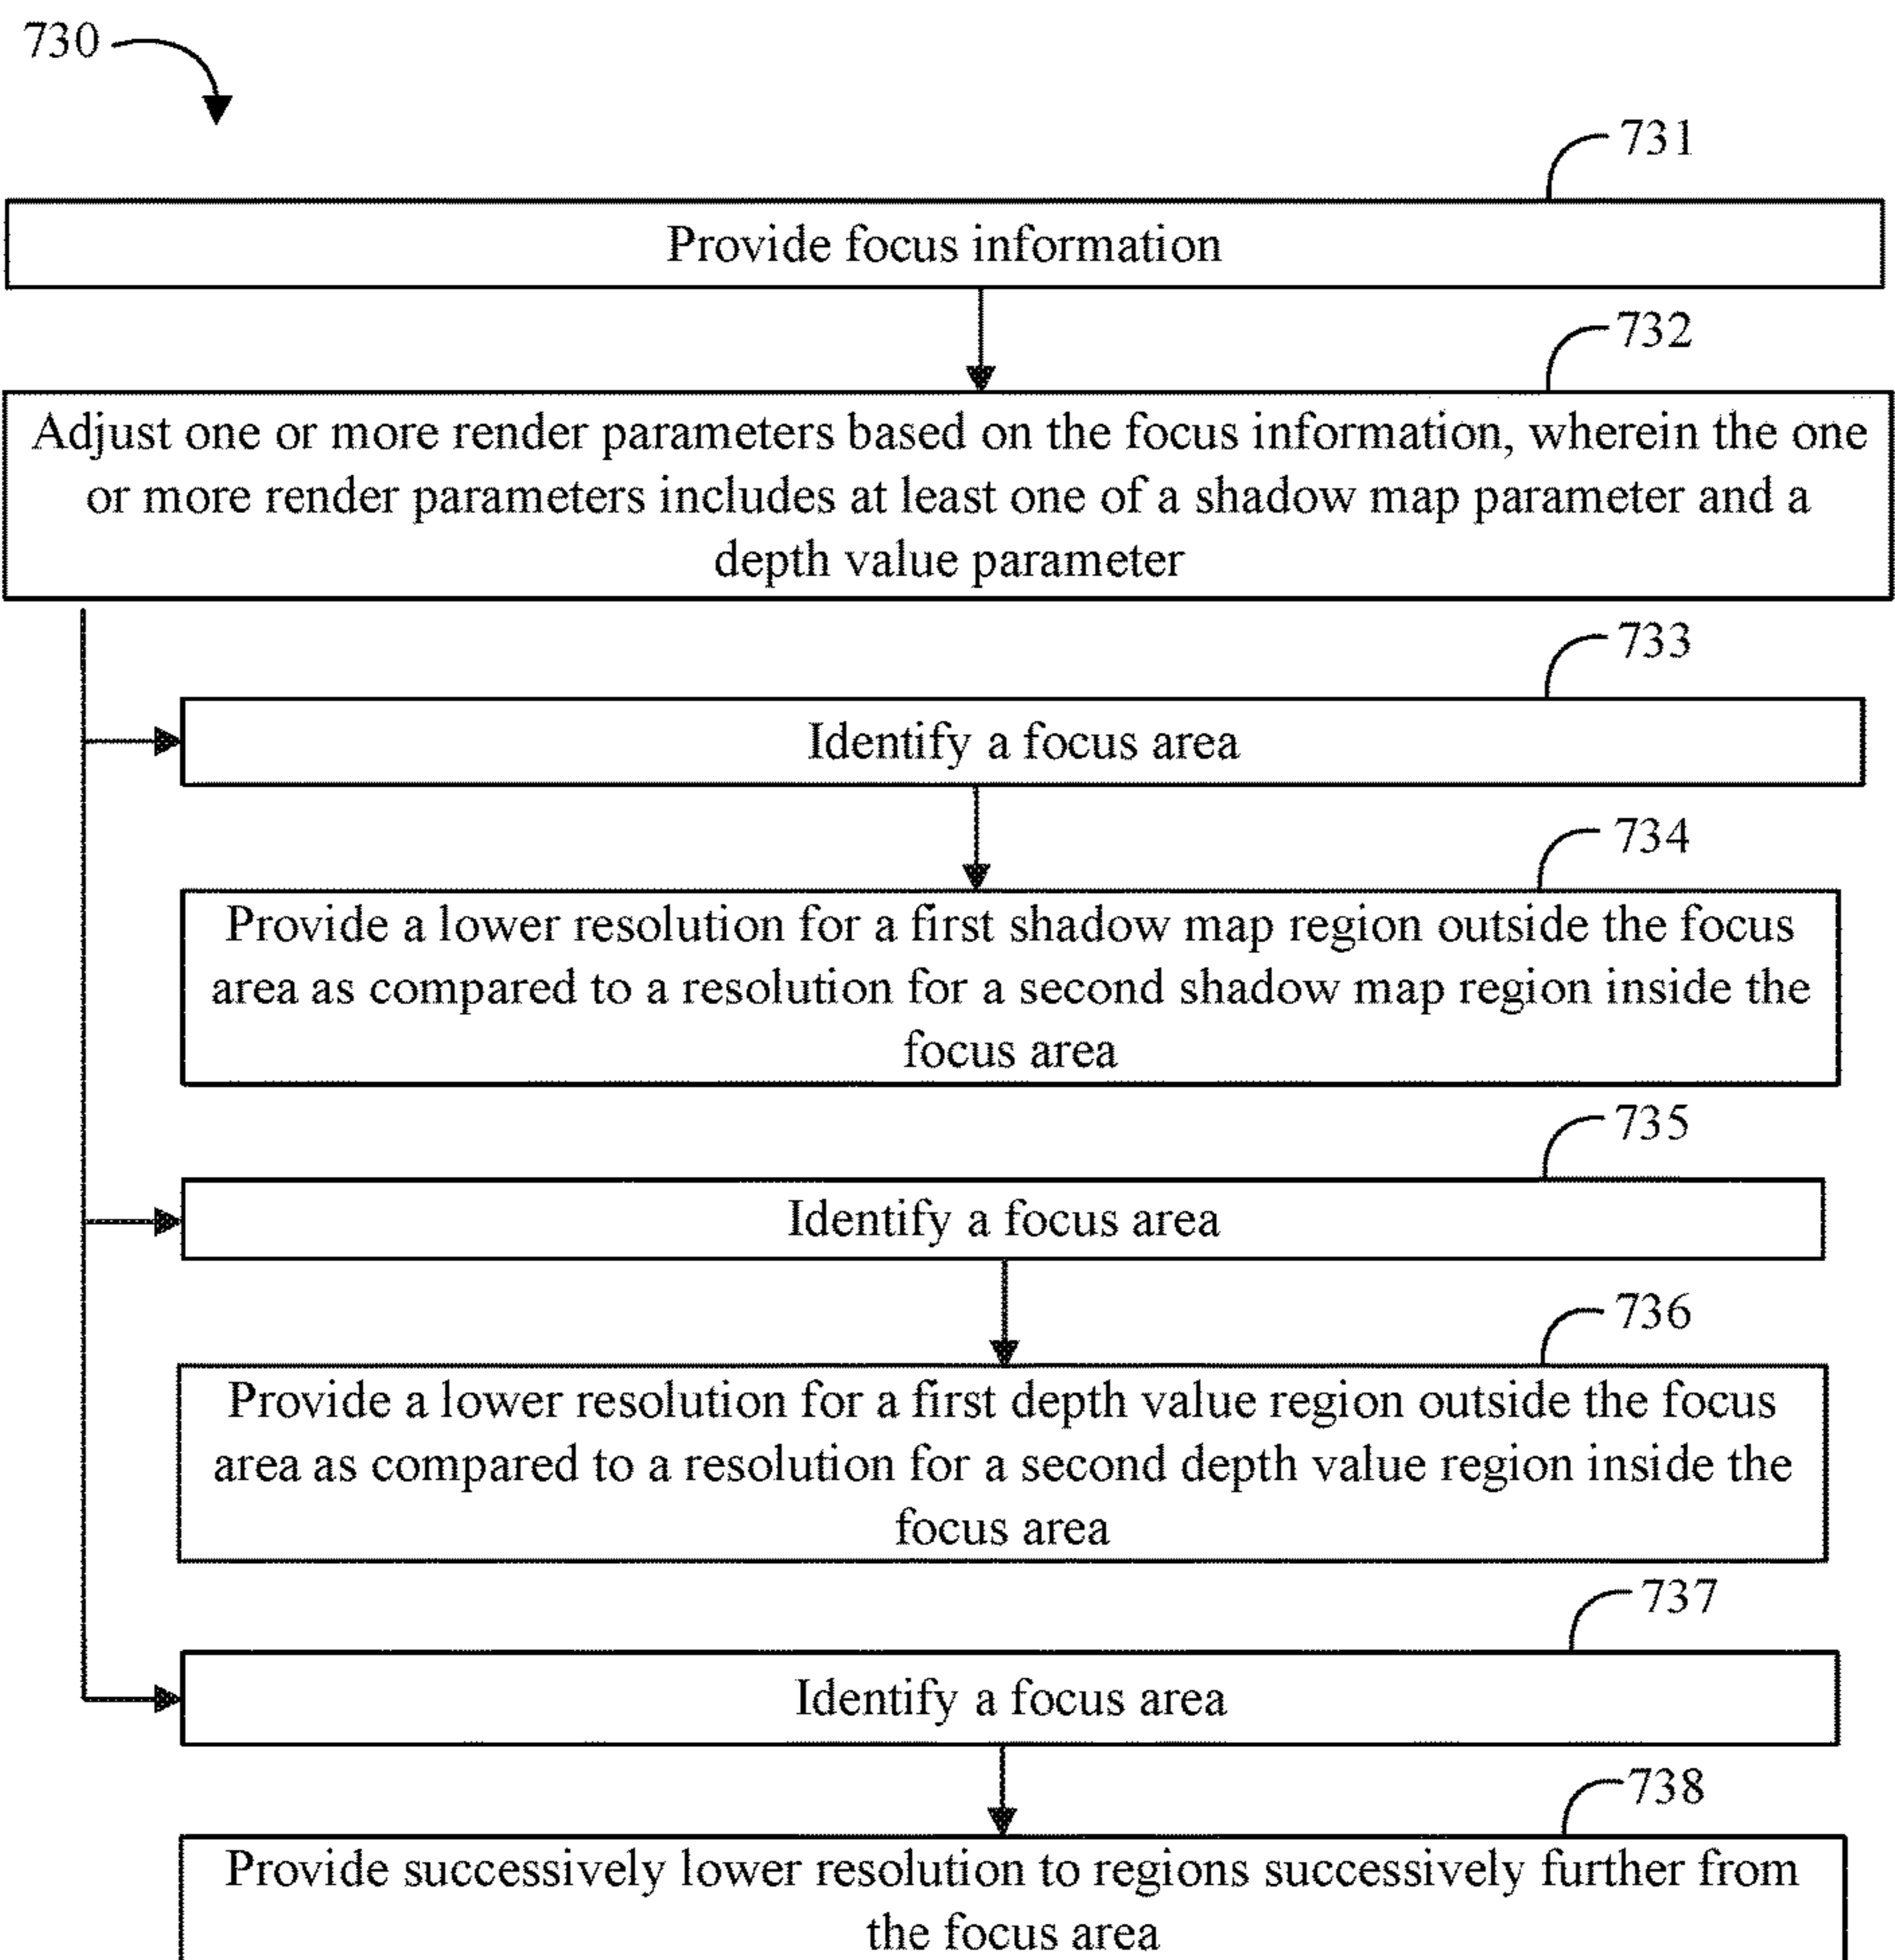 730
731
Provide focus information
732
Adjust one or more render parameters based on the focus information, wherein the one
or more render parameters includes at least one of a shadow map parameter and a
depth value parameter
733
Identify a focus area
734
Provide a lower resolution for a first shadow map region outside the focus
area as compared to a resolution for a second shadow map region inside the
focus area
735
Identify a focus area
736
Provide a lower resolution for a first depth value region outside the focus
area as compared to a resolution for a second depth value region inside the
focus area
737
Identify a focus area
738
Provide successively lower resolution to regions successively further from
the focus area